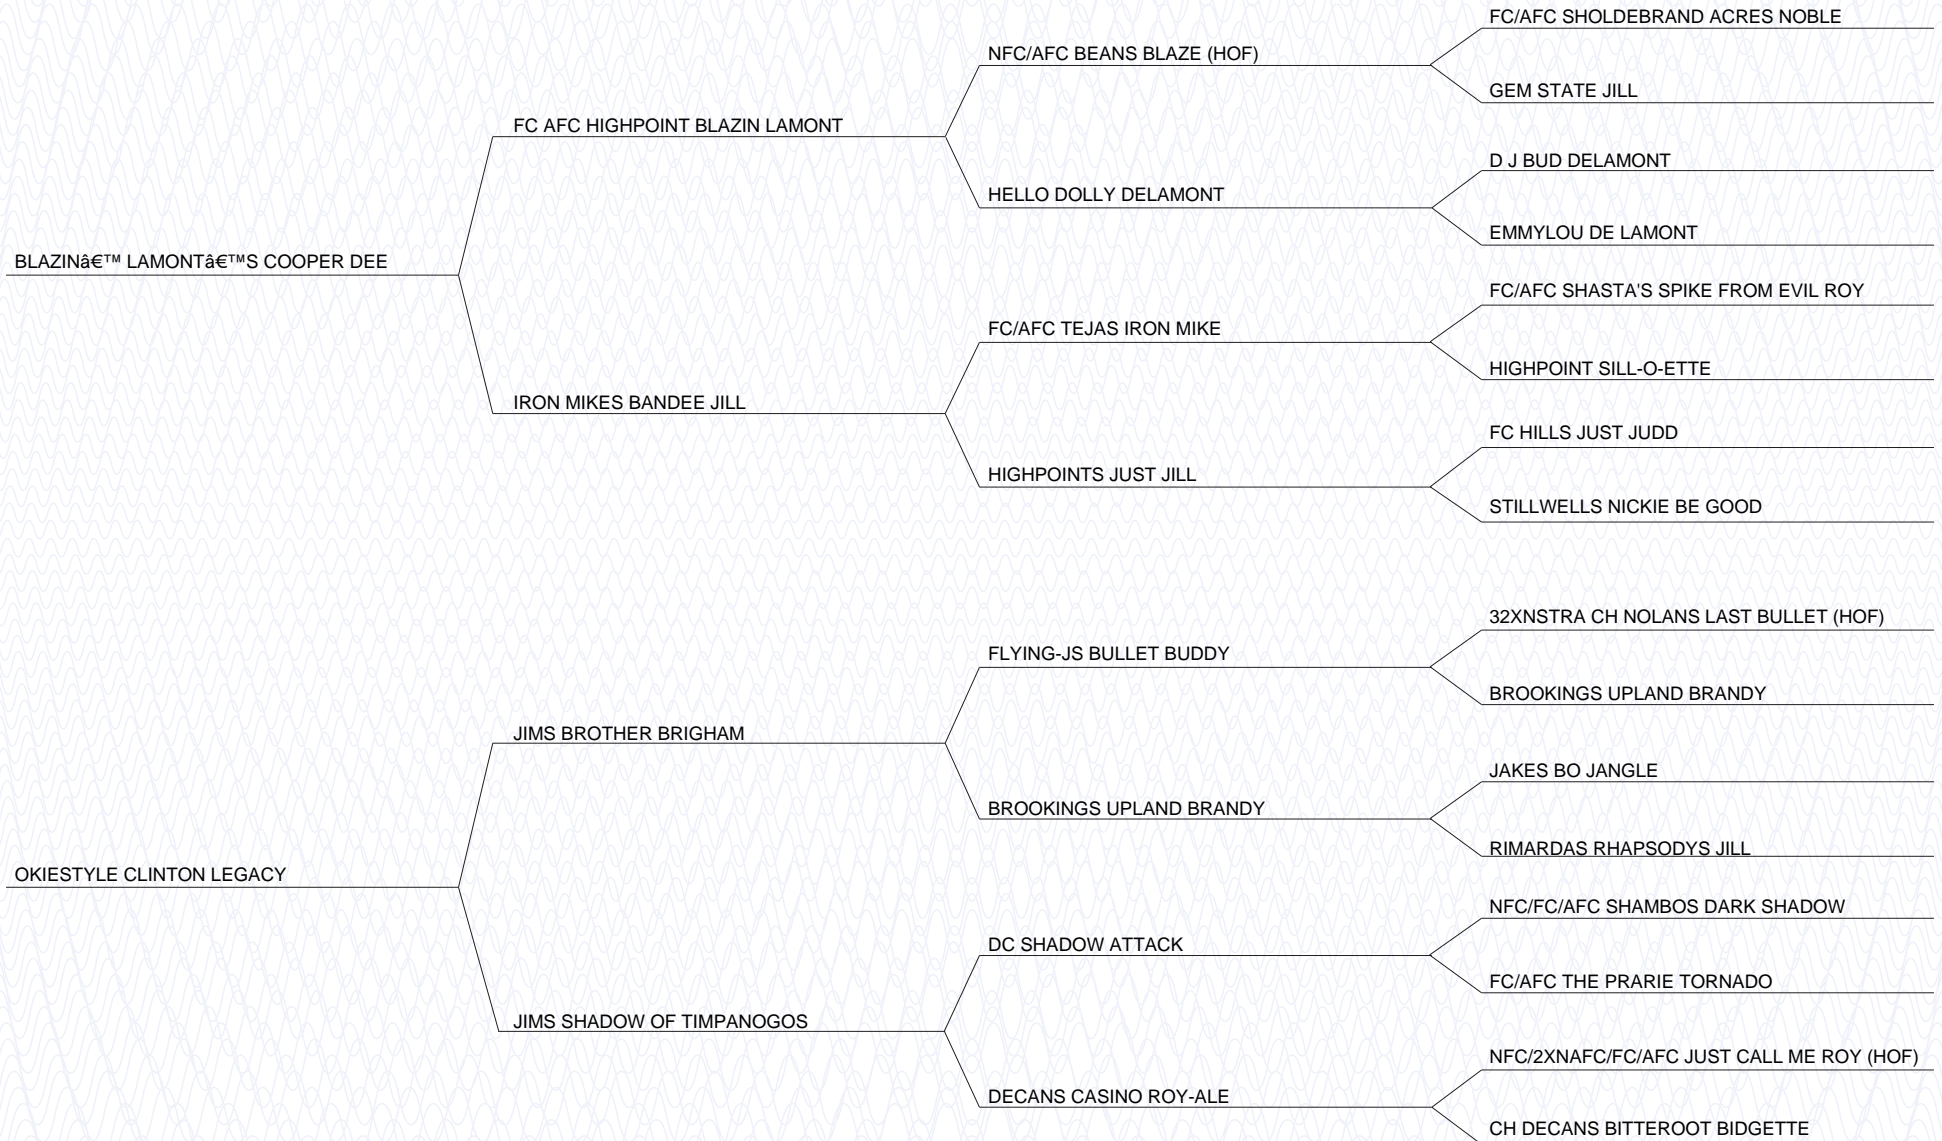 FC/AFC SHOLDEBRAND ACRES NOBLE
NFC/AFC BEANS BLAZE (HOF)
GEM STATE JILL
FC AFC HIGHPOINT BLAZIN LAMONT
D J BUD DELAMONT
HELLO DOLLY DELAMONT
EMMYLOU DE LAMONT
BLAZINâ€™ LAMONTâ€™S COOPER DEE
FC/AFC SHASTA'S SPIKE FROM EVIL ROY
FC/AFC TEJAS IRON MIKE
HIGHPOINT SILL-O-ETTE
IRON MIKES BANDEE JILL
FC HILLS JUST JUDD
HIGHPOINTS JUST JILL
STILLWELLS NICKIE BE GOOD
32XNSTRA CH NOLANS LAST BULLET (HOF)
FLYING-JS BULLET BUDDY
BROOKINGS UPLAND BRANDY
JIMS BROTHER BRIGHAM
JAKES BO JANGLE
BROOKINGS UPLAND BRANDY
RIMARDAS RHAPSODYS JILL
OKIESTYLE CLINTON LEGACY
NFC/FC/AFC SHAMBOS DARK SHADOW
DC SHADOW ATTACK
FC/AFC THE PRARIE TORNADO
JIMS SHADOW OF TIMPANOGOS
NFC/2XNAFC/FC/AFC JUST CALL ME ROY (HOF)
DECANS CASINO ROY-ALE
CH DECANS BITTEROOT BIDGETTE